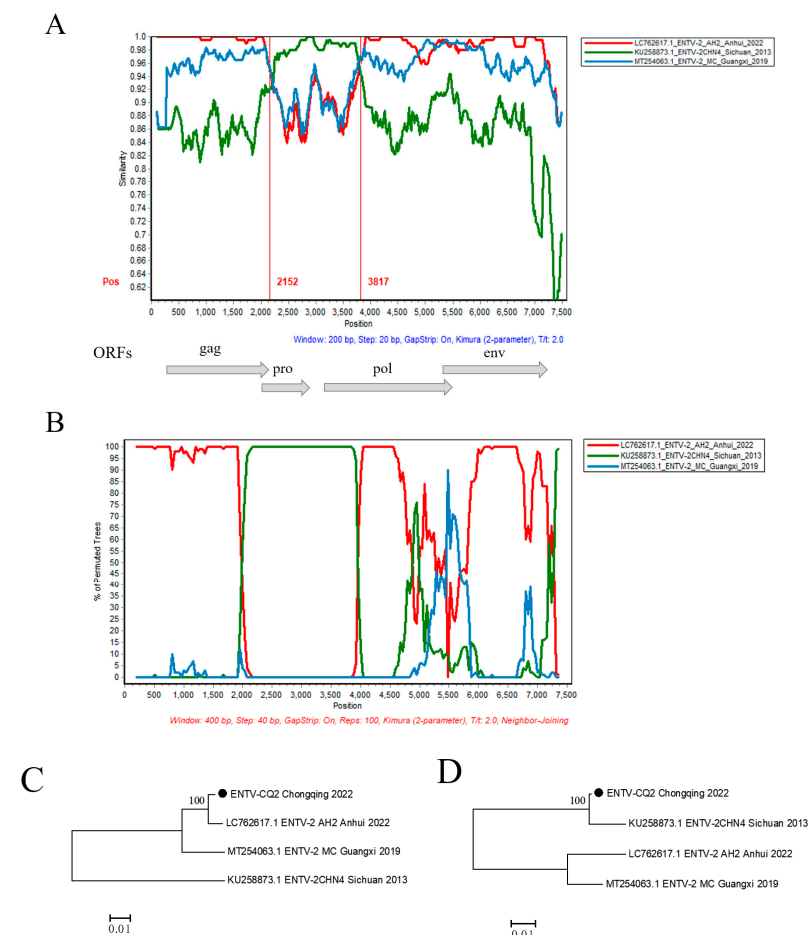 A
LC762617.1_ENTV-2_AH2_Anhui_2022
KU258873.1_ENTV-2CHN4_Sichuan_2013
MT254063.1_ENTV-2_MC_Guangxi_2019
Similarity
1.0
0.98
0.96
0.94
0.92
0.9
0.88
0.86
0.84
0.82
0.8
0.78
0.76
0.74
0.72
0.7
0.68
0.66
0.64
0.62
Pos
2152 3817
0 500 1,000 1,500 2,000 2,500 3,000 3,500 4,000 4,500 5,000 5,500 6,000 6,500 7,000 7,500
Position
Window: 200 bp, Step: 20 bp, GapStrip: On, Kimura (2-parameter), T/t: 2.0
ORFs gag pro pol env
B
LC762617.1_ENTV-2_AH2_Anhui_2022
KU258873.1_ENTV-2CHN4_Sichuan_2013
MT254063.1_ENTV-2_MC_Guangxi_2019
% of Permuted Trees
100
95
90
85
80
75
70
65
60
55
50
45
40
35
30
25
20
15
10
5
0
0 500 1,000 1,500 2,000 2,500 3,000 3,500 4,000 4,500 5,000 5,500 6,000 6,500 7,000 7,500
Position
Window: 400 bp, Step: 40 bp, GapStrip: On, Reps: 100, Kimura (2-parameter), T/t: 2.0, Neighbor-Joining
C
100
ENTV-CQ2 Chongqing 2022
LC762617.1 ENTV-2 AH2 Anhui 2022
MT254063.1 ENTV-2 MC Guangxi 2019
KU258873.1 ENTV-2CHN4 Sichuan 2013
0.01
D
100
ENTV-CQ2 Chongqing 2022
KU258873.1 ENTV-2CHN4 Sichuan 2013
LC762617.1 ENTV-2 AH2 Anhui 2022
MT254063.1 ENTV-2 MC Guangxi 2019
0.01